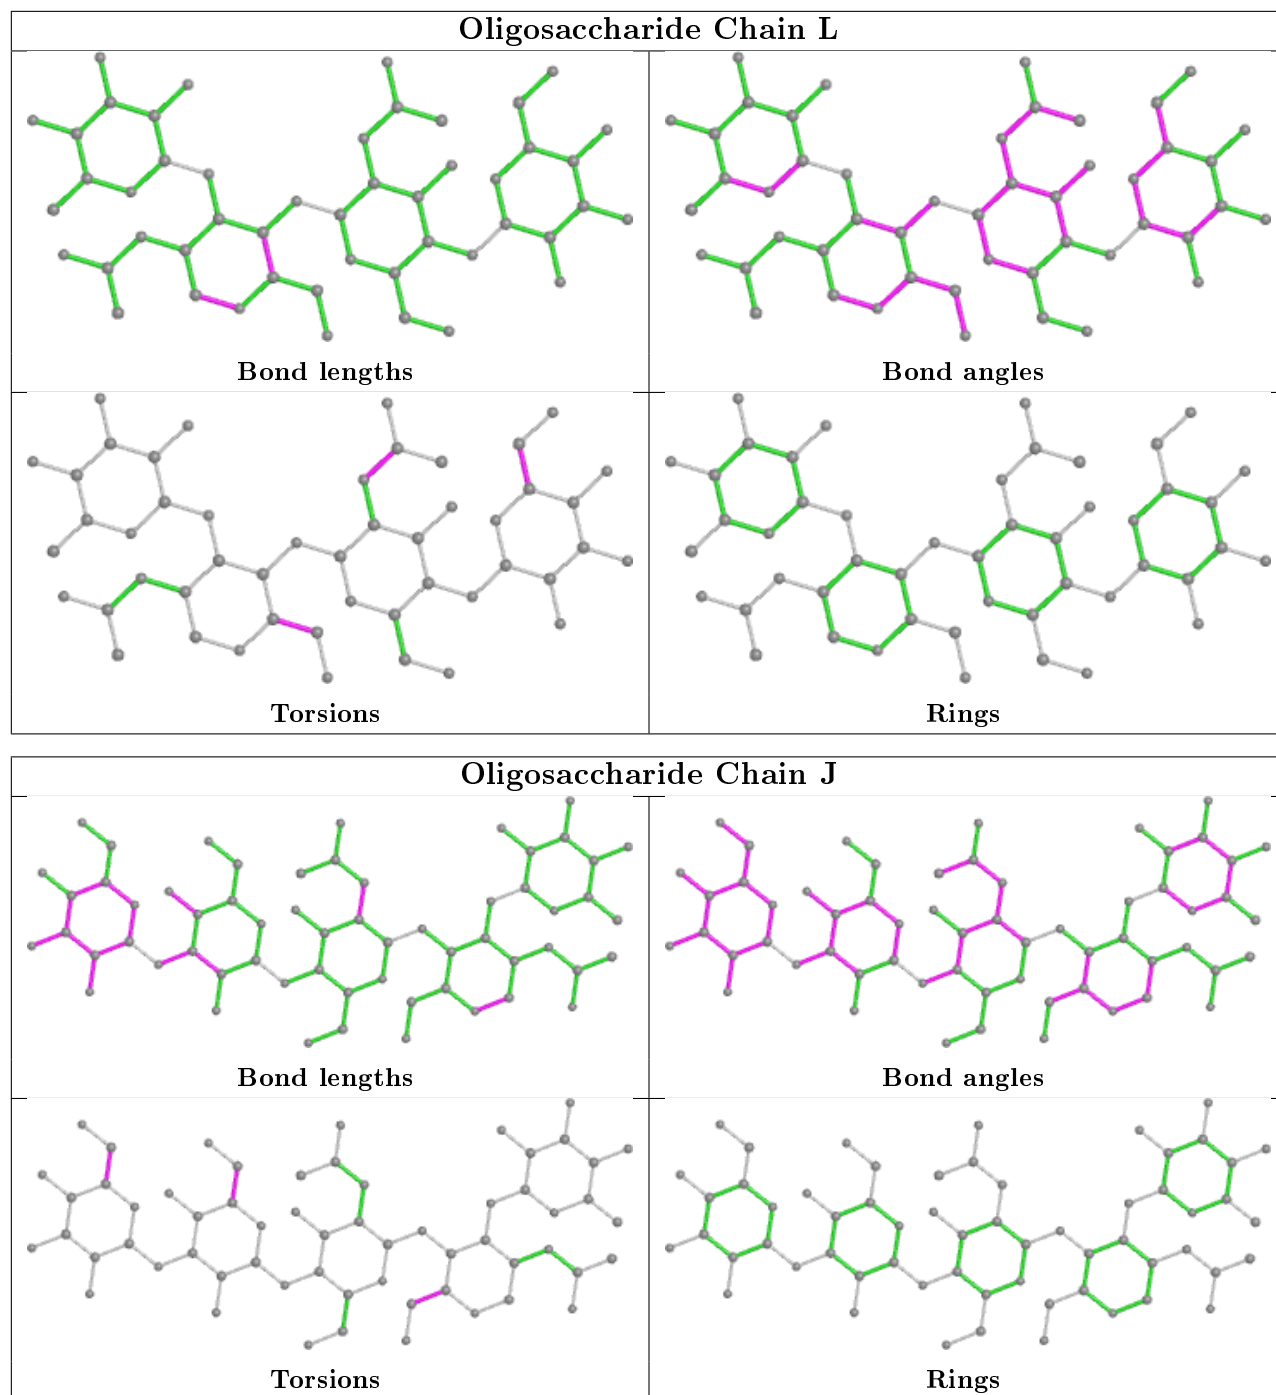 Oligosaccharide Chain L
Bond lengths
Bond angles
Torsions
Rings
Oligosaccharide Chain J
Bond lengths
Bond angles
Torsions
Rings